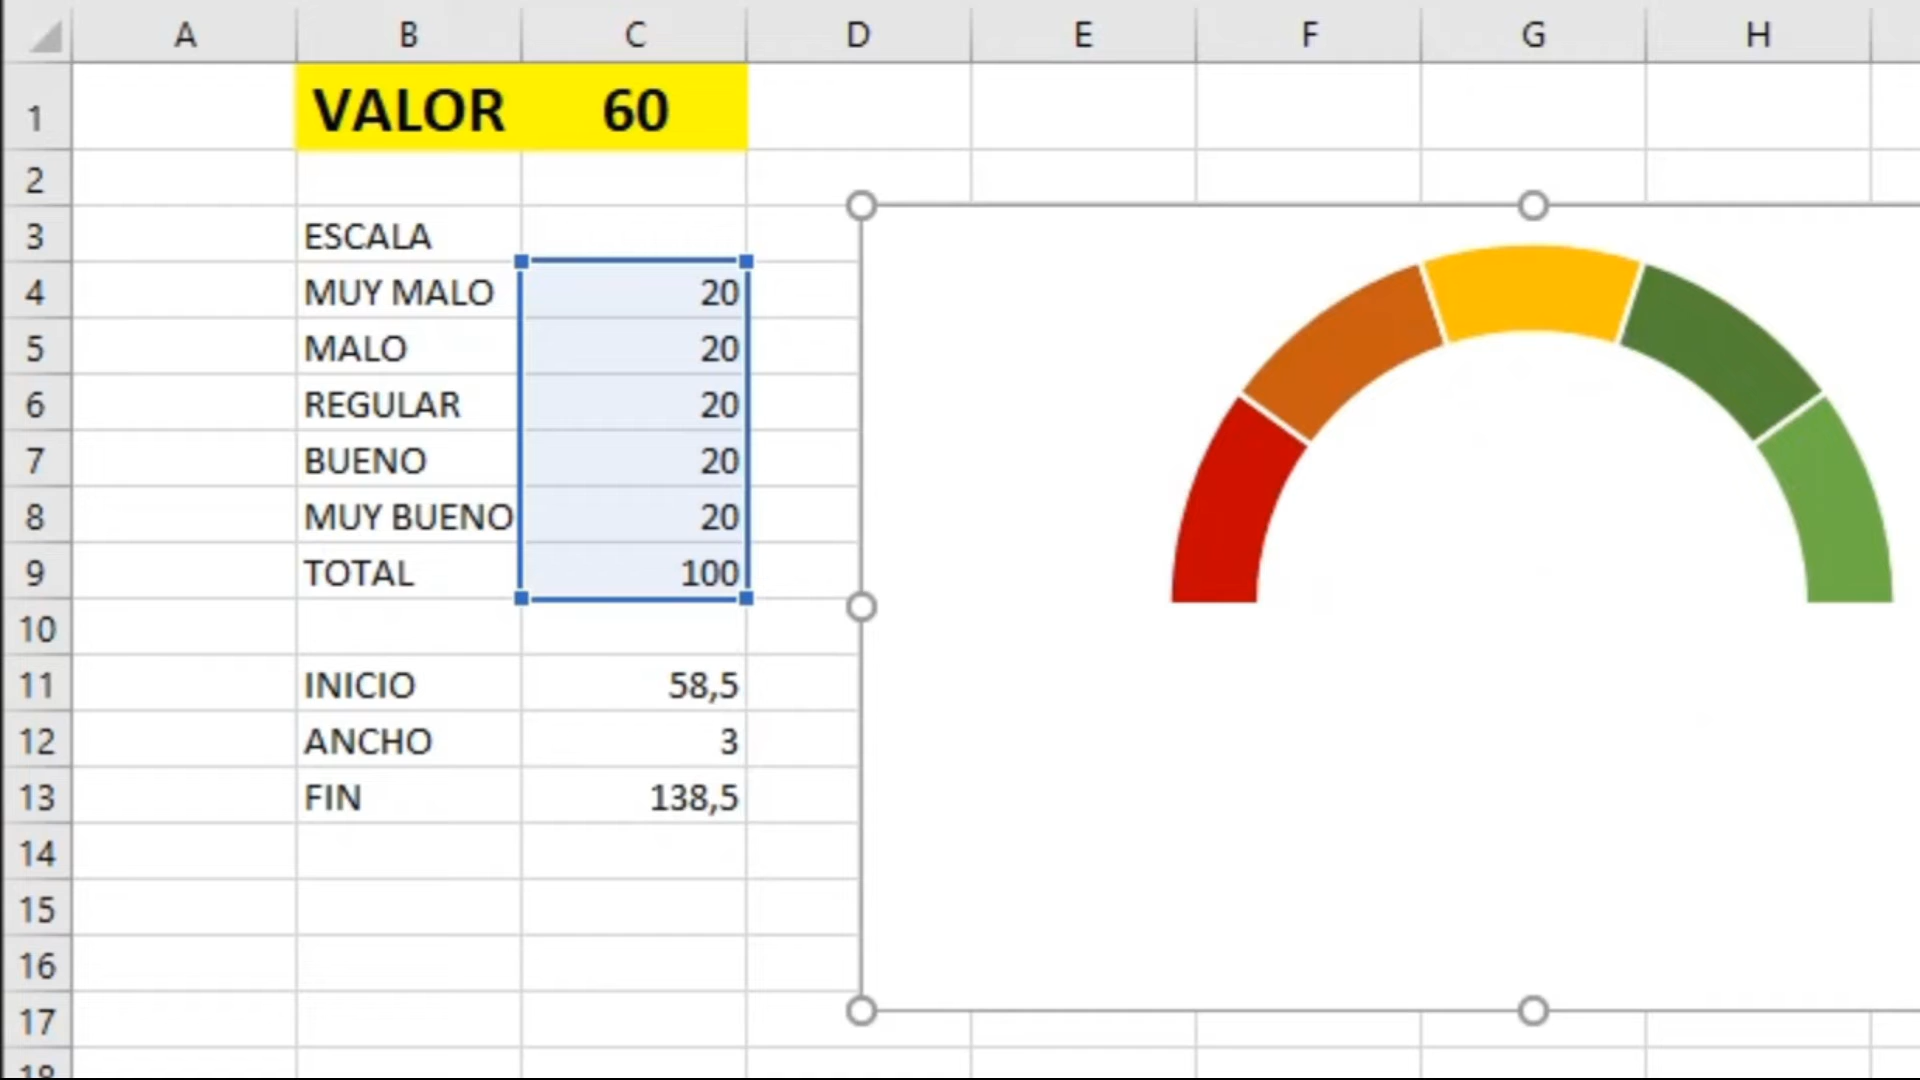 A B C D E F G H
1 VALOR 60
2
3 ESCALA
4 MUY MALO 20
5 MALO 20
6 REGULAR 20
7 BUENO 20
8 MUY BUENO 20
9 TOTAL 100
10
11 INICIO 58,5
12 ANCHO 3
13 FIN 138,5
14
15
16
17
18